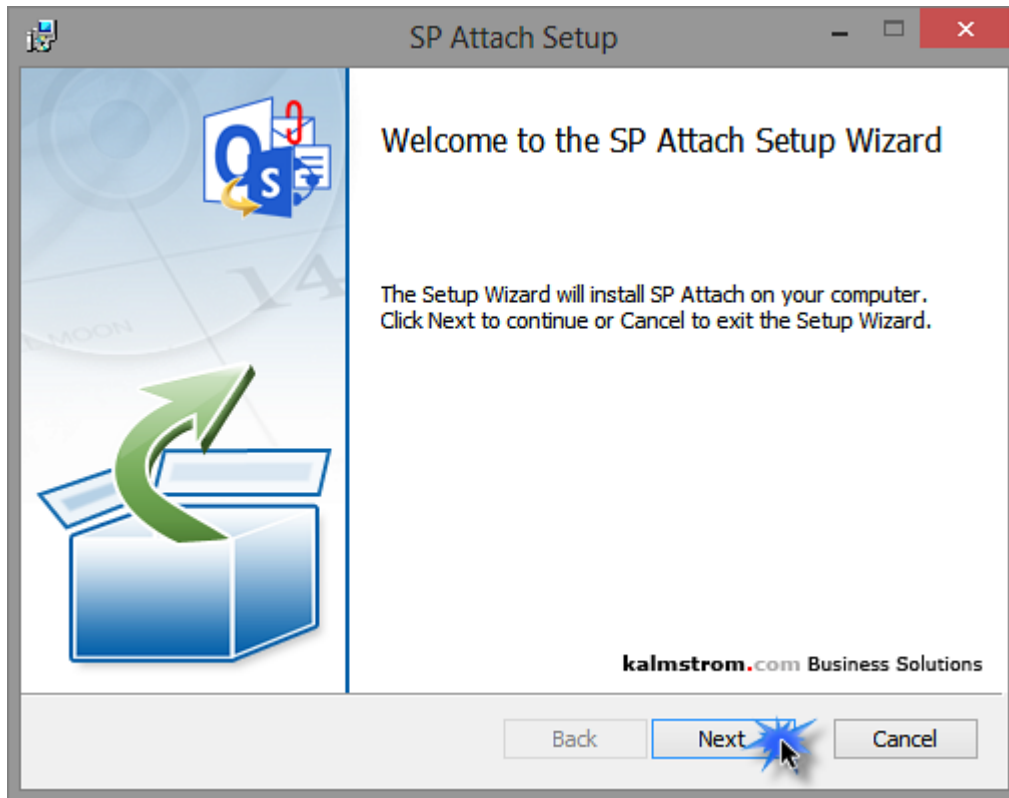 SP Attach Setup
Welcome to the SP Attach Setup Wizard
14
MOON
The Setup Wizard will install SP Attach on your computer.
Click Next to continue or Cancel to exit the Setup Wizard.
kalmstrom.com Business Solutions
Back
Next
Cancel